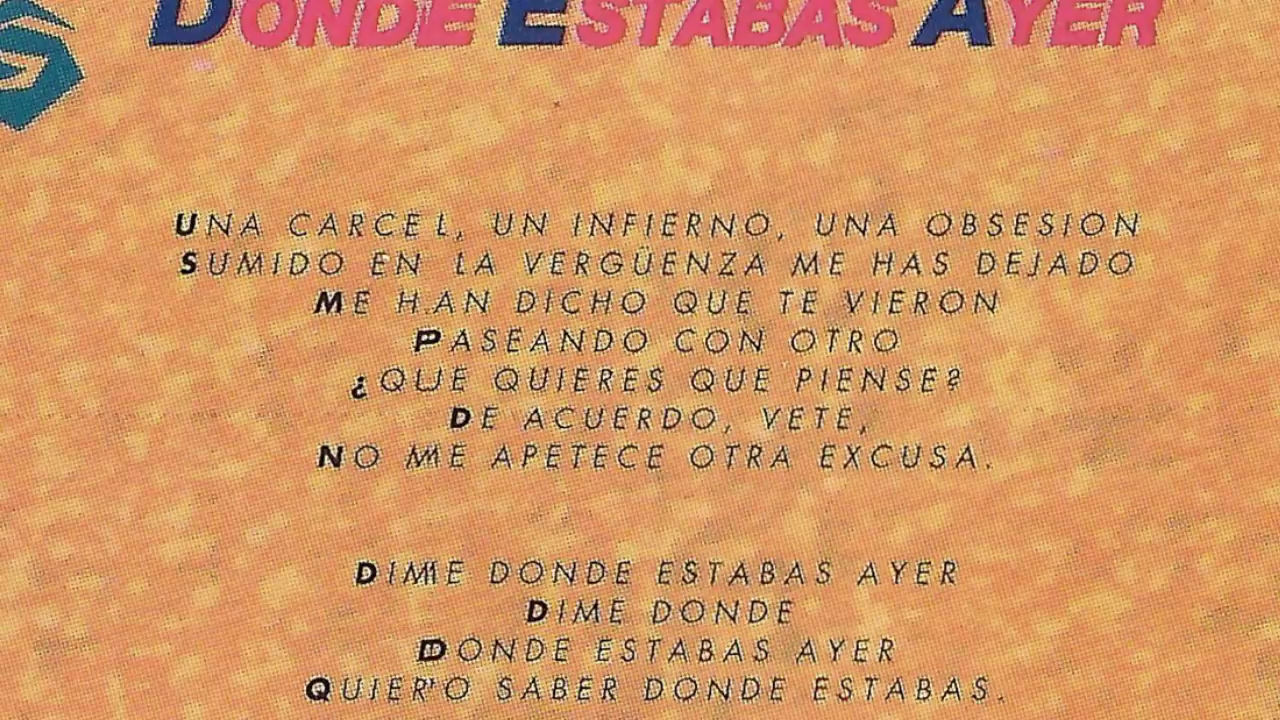 DONDE ESTABAS AYER
UNA CARCEL, UN INFIERNO, UNA OBSESION
SUMIDO EN LA VERGÜENZA ME HAS DEJADO
ME HAN DICHO QUE TE VIERON
PASEANDO CON OTRO
¿QUE QUIERES QUE PIENSE?
DE ACUERDO, VETE,
NO ME APETECE OTRA EXCUSA.
DIME DONDE ESTABAS AYER
DIME DONDE
DONDE ESTABAS AYER
QUIERO SABER DONDE ESTABAS.